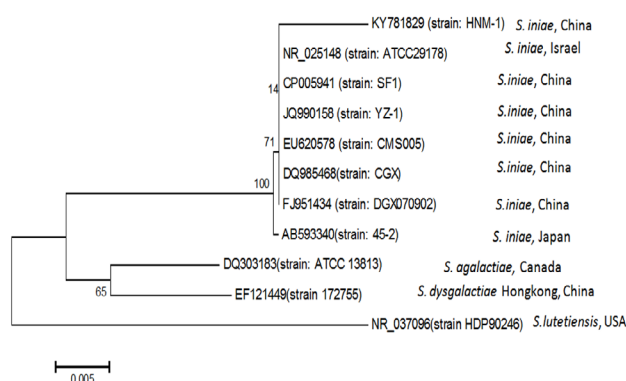 KY781829 (strain: HNM-1) S. iniae, China
NR_025148 (strain: ATCC29178) S. iniae, Israel
CP005941 (strain: SF1) S. iniae, China
14
JQ990158 (strain: YZ-1) S. iniae, China
71
EU620578 (strain: CMS005) S. iniae, China
DQ985468(strain: CGX) S. iniae, China
100
FJ951434 (strain: DGX070902) S. iniae, China
AB593340(strain: 45-2) S. iniae, Japan
DQ303183(strain: ATCC 13813) S. agalactiae, Canada
65
EF121449(strain 172755) S. dysgalactiae Hongkong, China
NR_037096(strain HDP90246) S.lutetiensis, USA
0.005